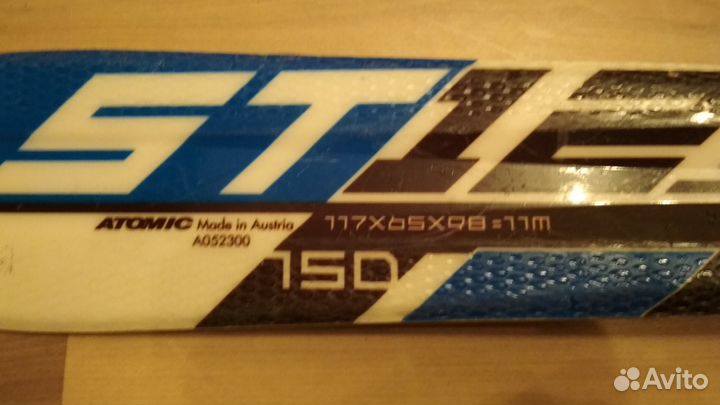 ST
ATOMIC Made in Austria
A052300
117X65X98=11M
150
Avito